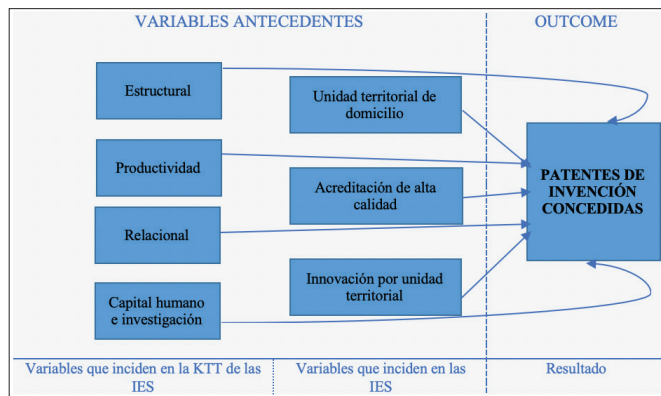 VARIABLES ANTECEDENTES
OUTCOME
Estructural
Unidad territorial de
domicilio
Productividad
Acreditación de alta
calidad
PATENTES DE
INVENCIÓN
CONCEDIDAS
Relacional
Innovación por unidad
territorial
Capital humano
e investigación
Variables que inciden en la KTT de las
IES
Variables que inciden en las
IES
Resultado